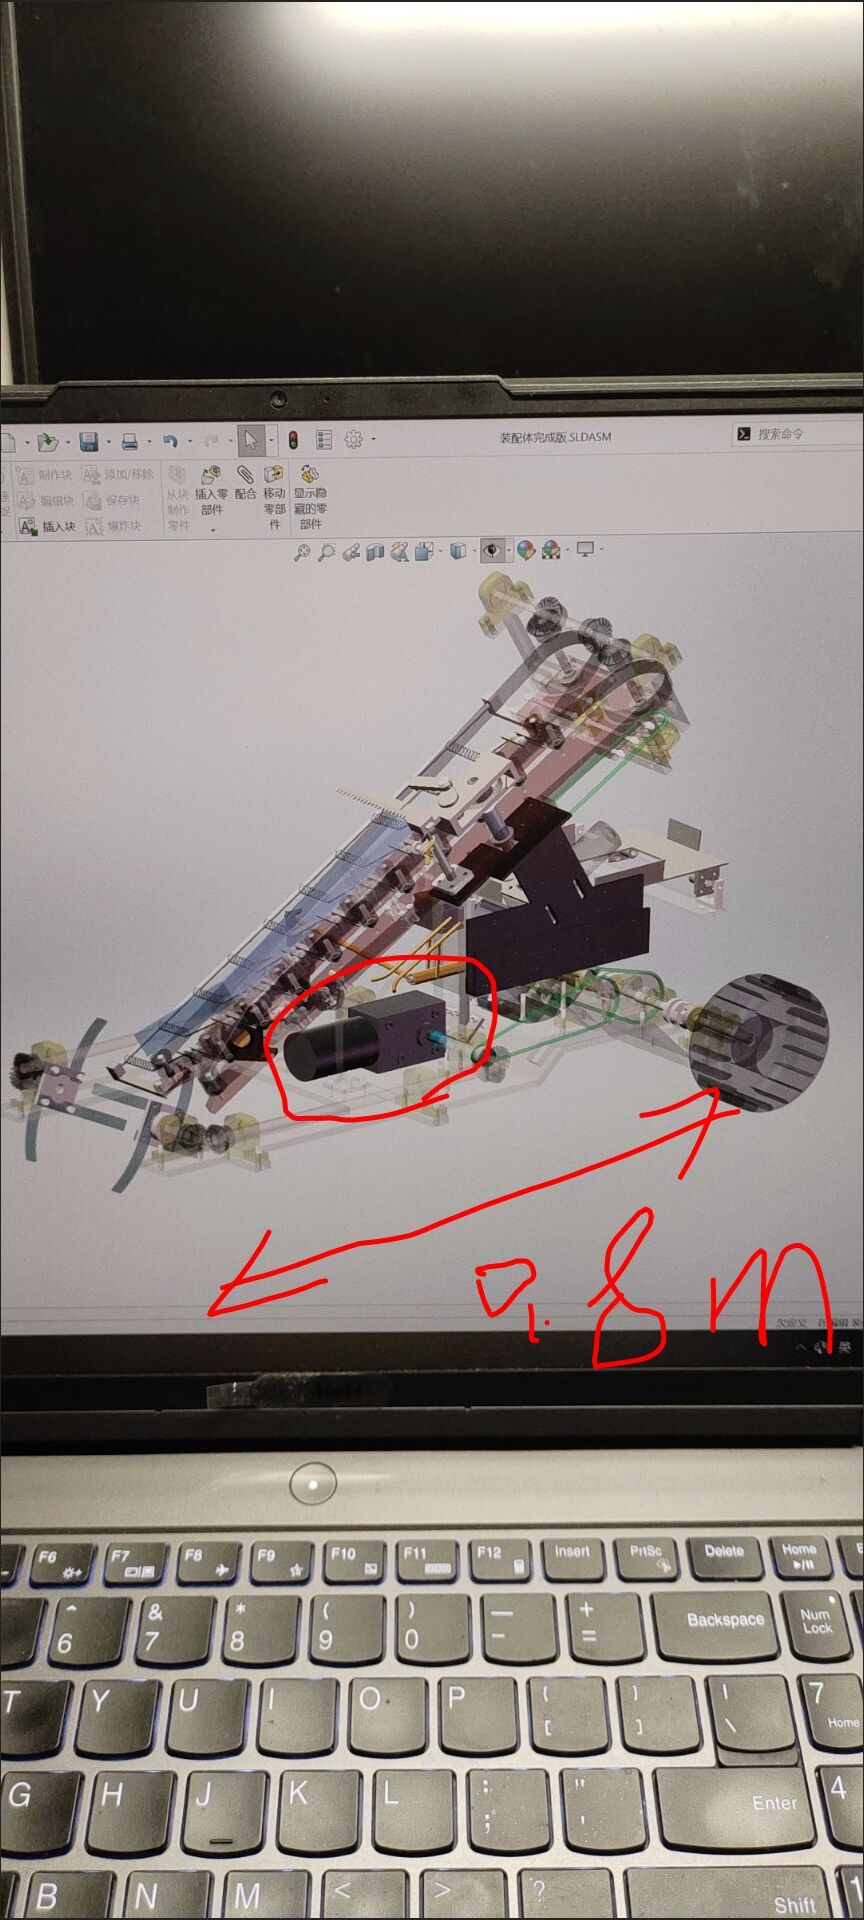 装配体完成版.SLDASM
搜索命令
制作块
添加/移除
编辑块
保存块
插入块
爆炸块
从块
制作
零件
插入零
部件
配合
移动
零部
件
显示隐
藏的零
部件
0.8m
欠定义
英
F6
F7
F8
F9
F10
F11
F12
Insert
PrtSc
Delete
Home
^
6
&
7
*
8
(
9
)
0
—
-
+
=
Backspace
Num
Lock
T
Y
U
I
O
P
{
[
}
]
|
\
7
Home
G
H
J
K
L
:
;
"
'
Enter
4
B
N
M
<
>
?
Shift
1